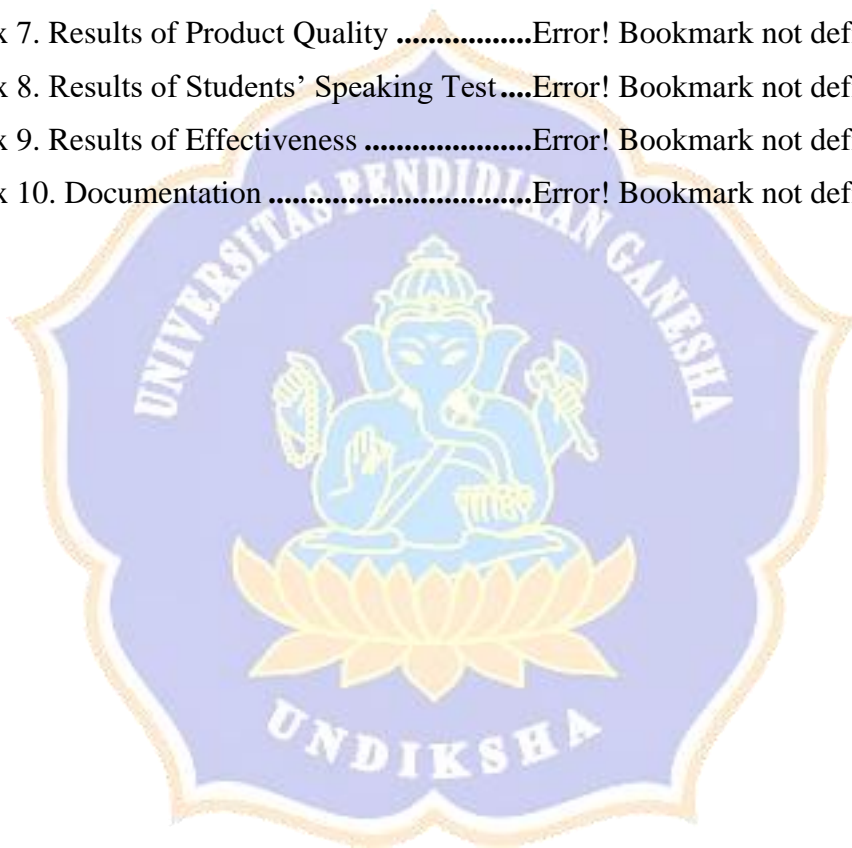 x 7. Results of Product Quality .................Error! Bookmark not def
x 8. Results of Students’ Speaking Test....Error! Bookmark not def
x 9. Results of Effectiveness .....................Error! Bookmark not def
x 10. Documentation .................................Error! Bookmark not def
UNIVERSITAS PENDIDIKAN GANESHA
UNDIKSHA